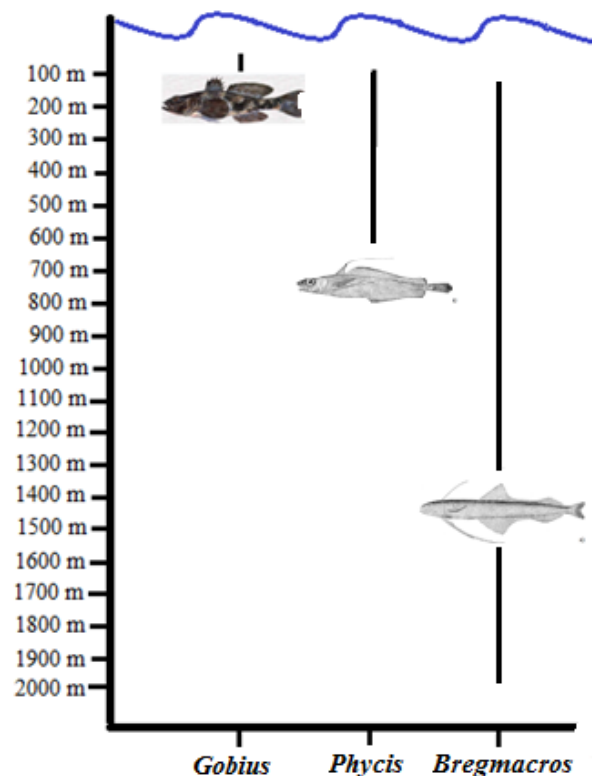 100 m
200 m
300 m
400 m
500 m
600 m
700 m
800 m
900 m
1000 m
1100 m
1200 m
1300 m
1400 m
1500 m
1600 m
1700 m
1800 m
1900 m
2000 m
Gobius Phycis Bregmacros